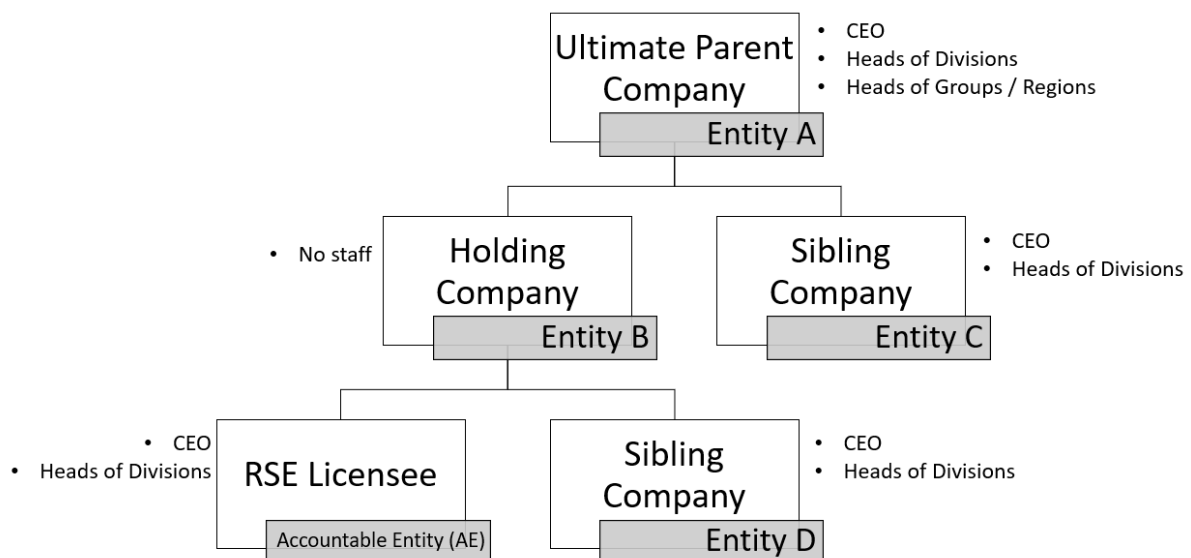 Ultimate Parent
Company
Entity A
• CEO
• Heads of Divisions
• Heads of Groups / Regions
• No staff
Holding
Company
Entity B
Sibling
Company
Entity C
• CEO
• Heads of Divisions
• CEO
• Heads of Divisions
RSE Licensee
Accountable Entity (AE)
Sibling
Company
Entity D
• CEO
• Heads of Divisions